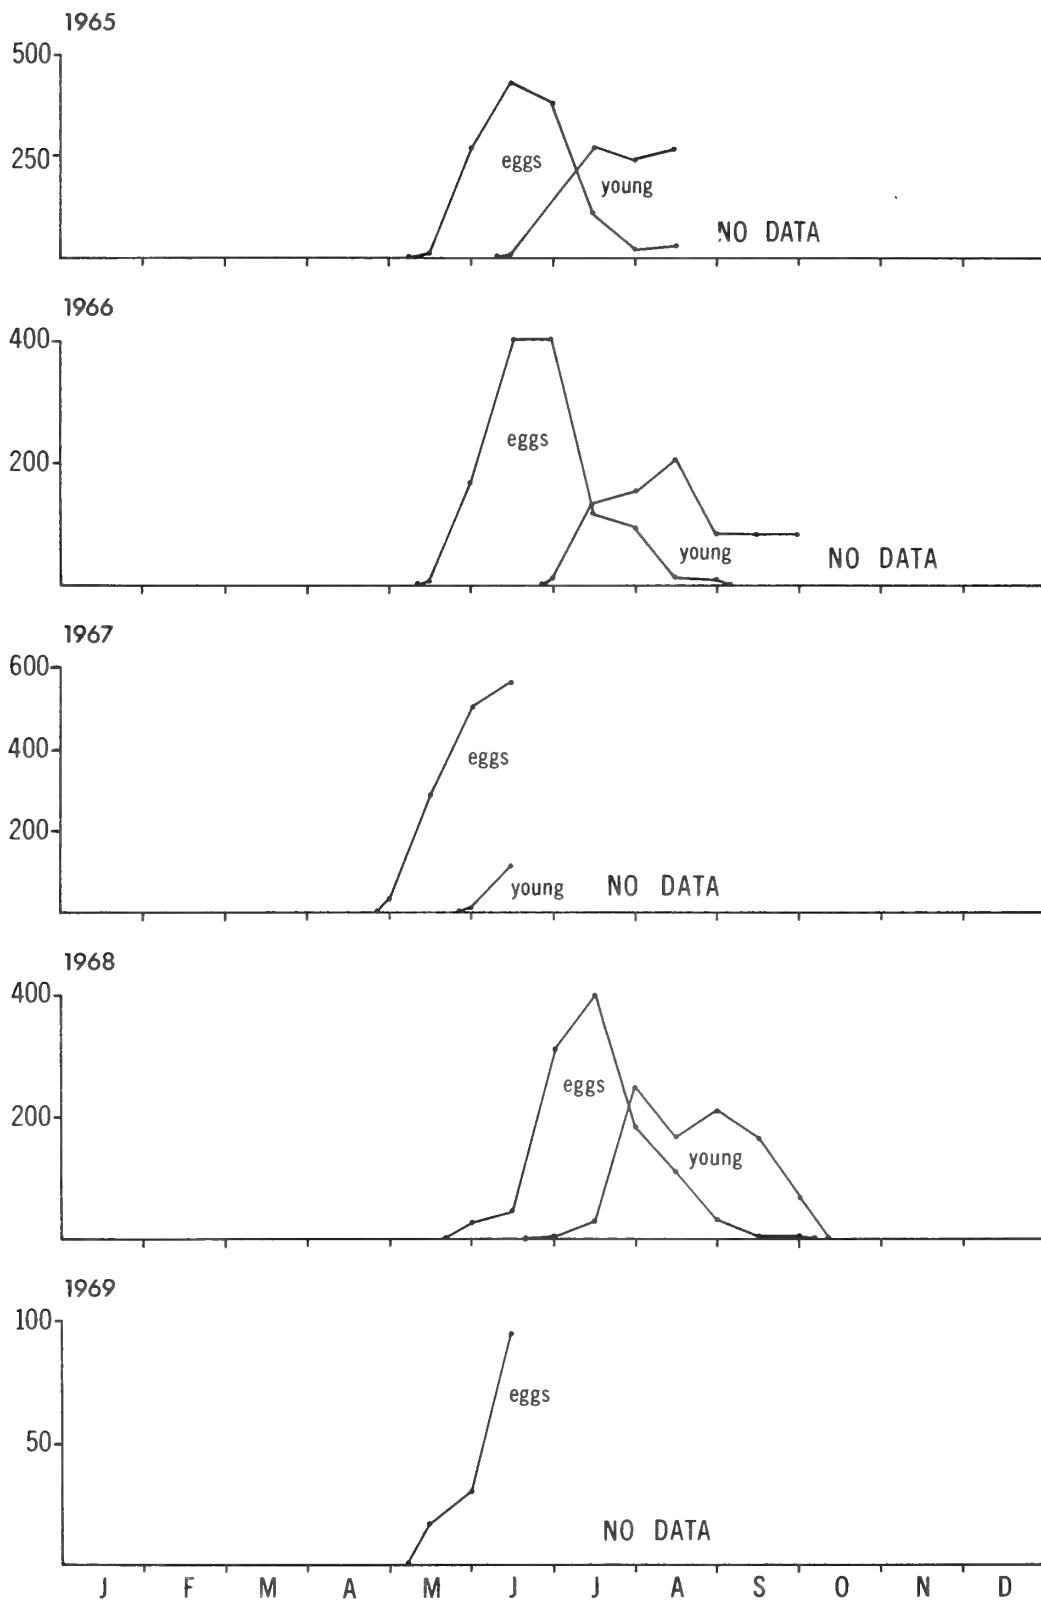 1965
500
250
eggs
young
NO DATA
1966
400
200
eggs
young
NO DATA
1967
600
400
200
eggs
young
NO DATA
1968
400
200
eggs
young
1969
100
50
eggs
NO DATA
J F M A M J J A S O N D